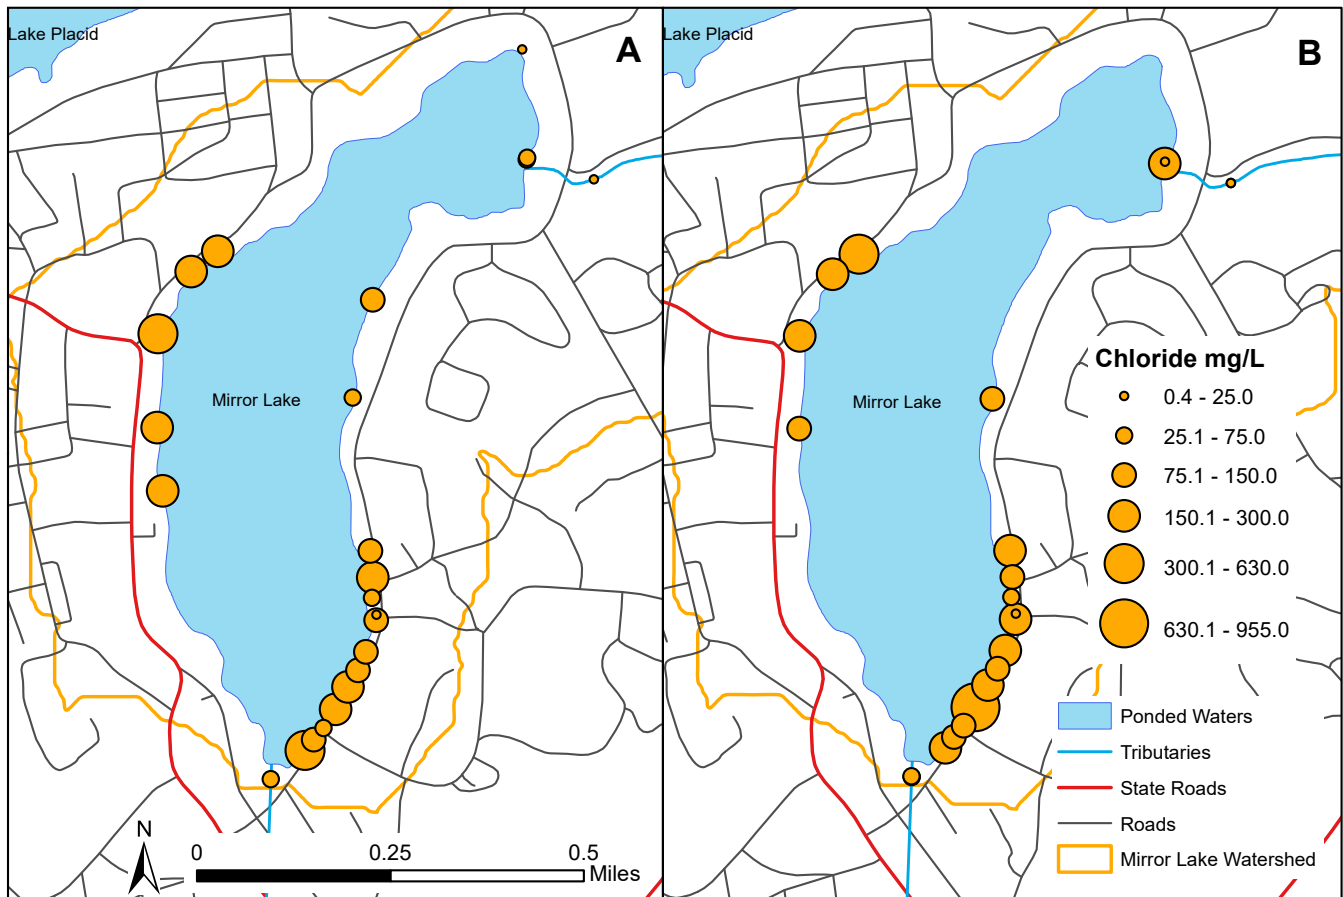 Lake Placid
A
Mirror Lake
N
0 0.25 0.5
Miles
Lake Placid
B
Mirror Lake
Chloride mg/L
0.4 - 25.0
25.1 - 75.0
75.1 - 150.0
150.1 - 300.0
300.1 - 630.0
630.1 - 955.0
Ponded Waters
Tributaries
State Roads
Roads
Mirror Lake Watershed